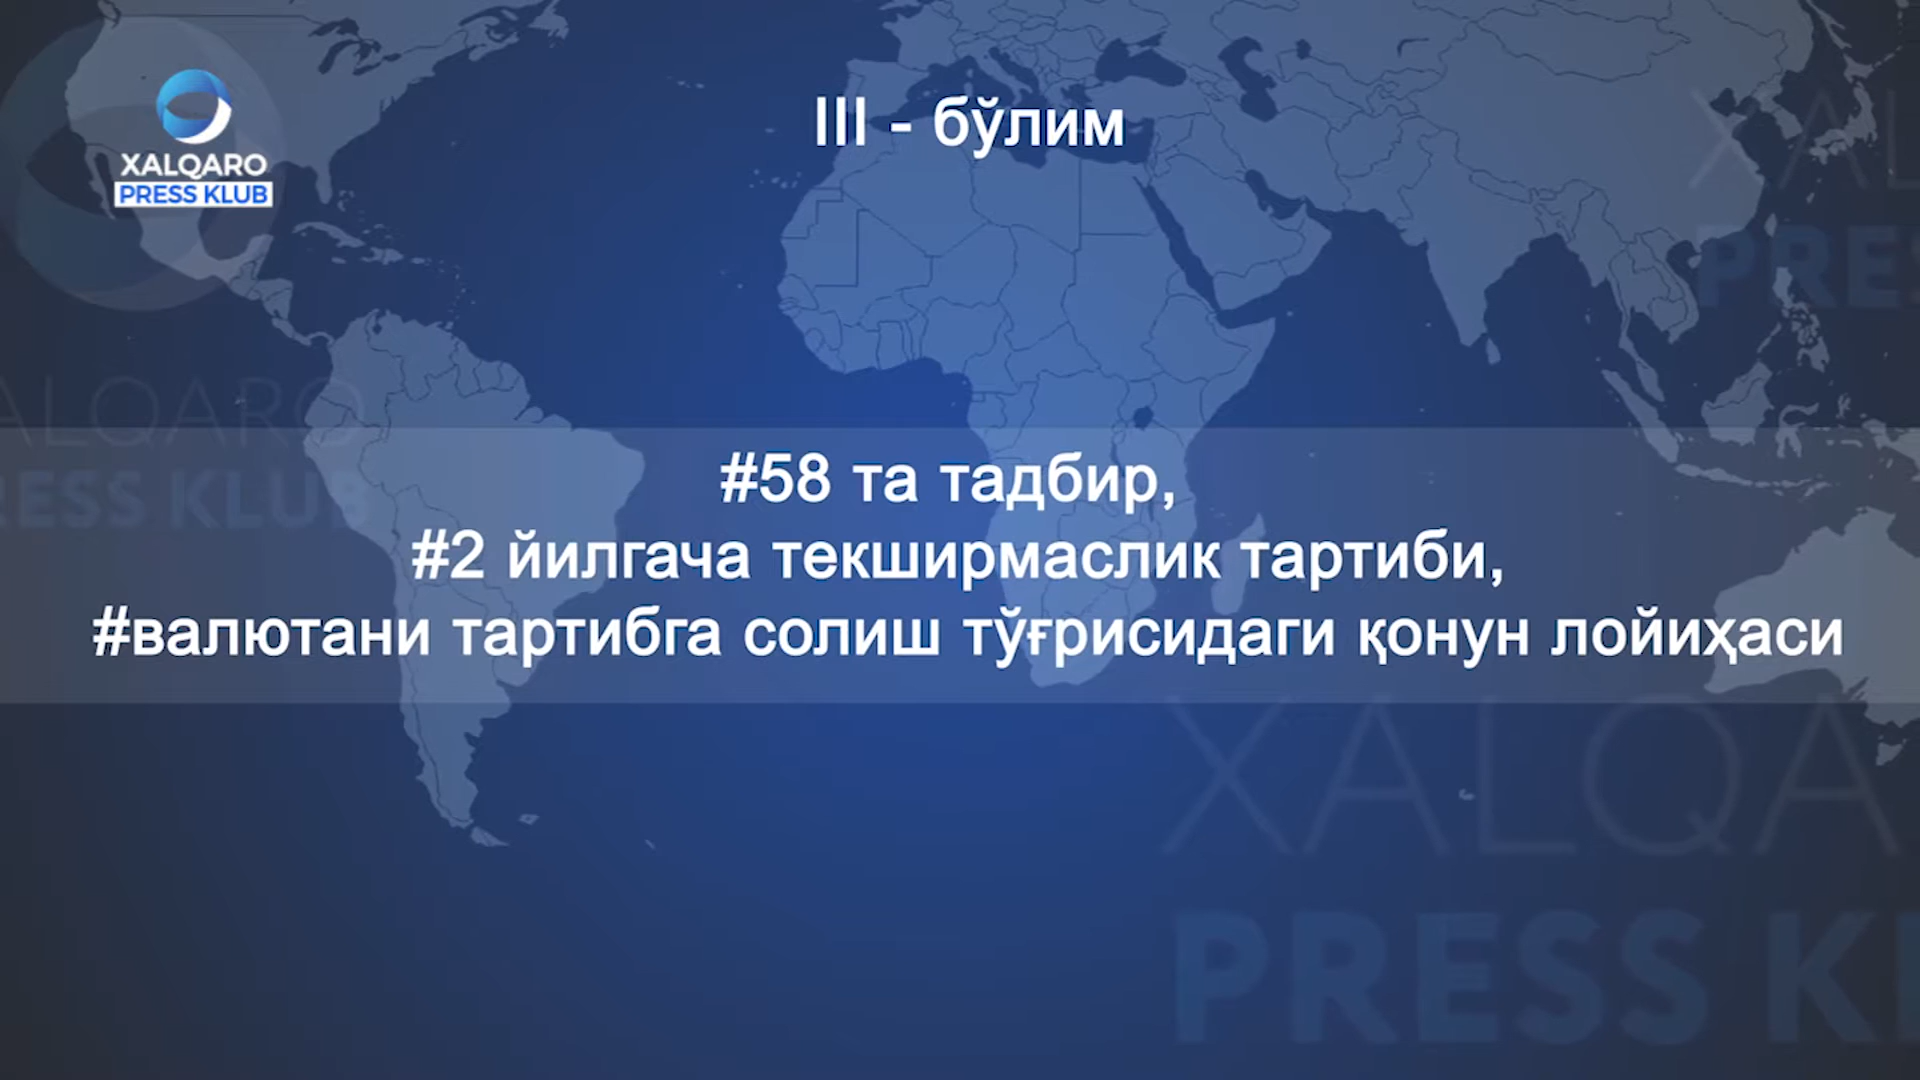 XALQARO
PRESS KLUB
III - бўлим
#58 та тадбир,
#2 йилгача текширмаслик тартиби,
#валютани тартибга солиш тўғрисидаги қонун лойиҳаси